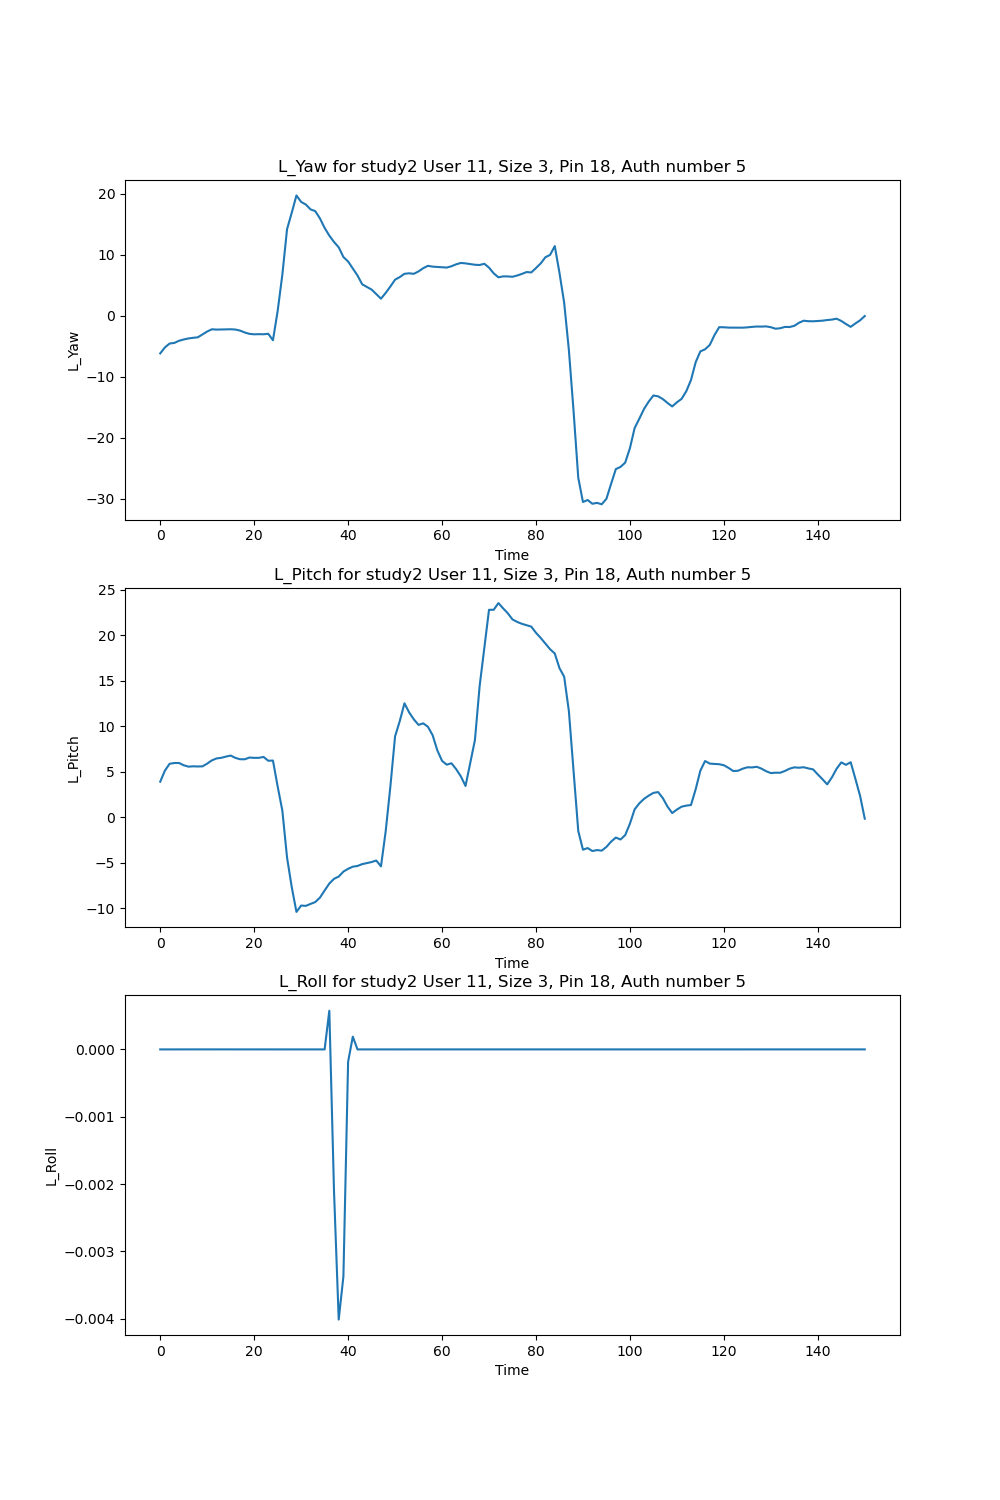 L_Yaw for study2 User 11, Size 3, Pin 18, Auth number 5
20
10
0
−10
−20
−30
L_Yaw
0 20 40 60 80 100 120 140
Time
L_Pitch for study2 User 11, Size 3, Pin 18, Auth number 5
25
20
15
10
5
0
−5
−10
L_Pitch
0 20 40 60 80 100 120 140
Time
L_Roll for study2 User 11, Size 3, Pin 18, Auth number 5
0.000
−0.001
−0.002
−0.003
−0.004
L_Roll
0 20 40 60 80 100 120 140
Time